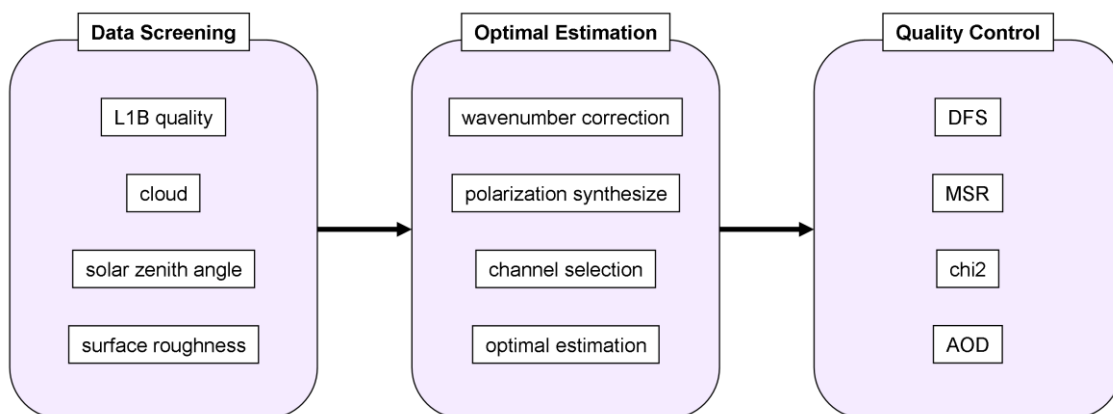 Data Screening
L1B quality
cloud
solar zenith angle
surface roughness
Optimal Estimation
wavenumber correction
polarization synthesize
channel selection
optimal estimation
Quality Control
DFS
MSR
chi2
AOD